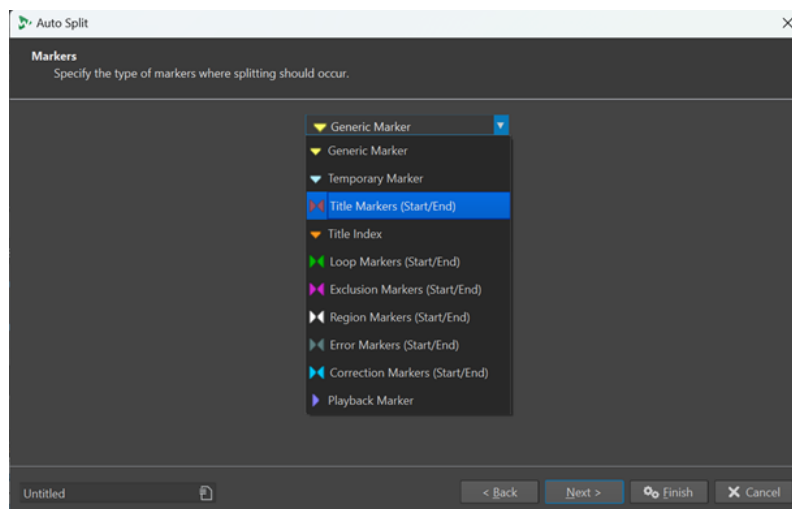 Auto Split
Markers
Specify the type of markers where splitting should occur.
Generic Marker
Generic Marker
Temporary Marker
Title Markers (Start/End)
Title Index
Loop Markers (Start/End)
Exclusion Markers (Start/End)
Region Markers (Start/End)
Error Markers (Start/End)
Correction Markers (Start/End)
Playback Marker
Untitled
< Back
Next >
Finish
Cancel